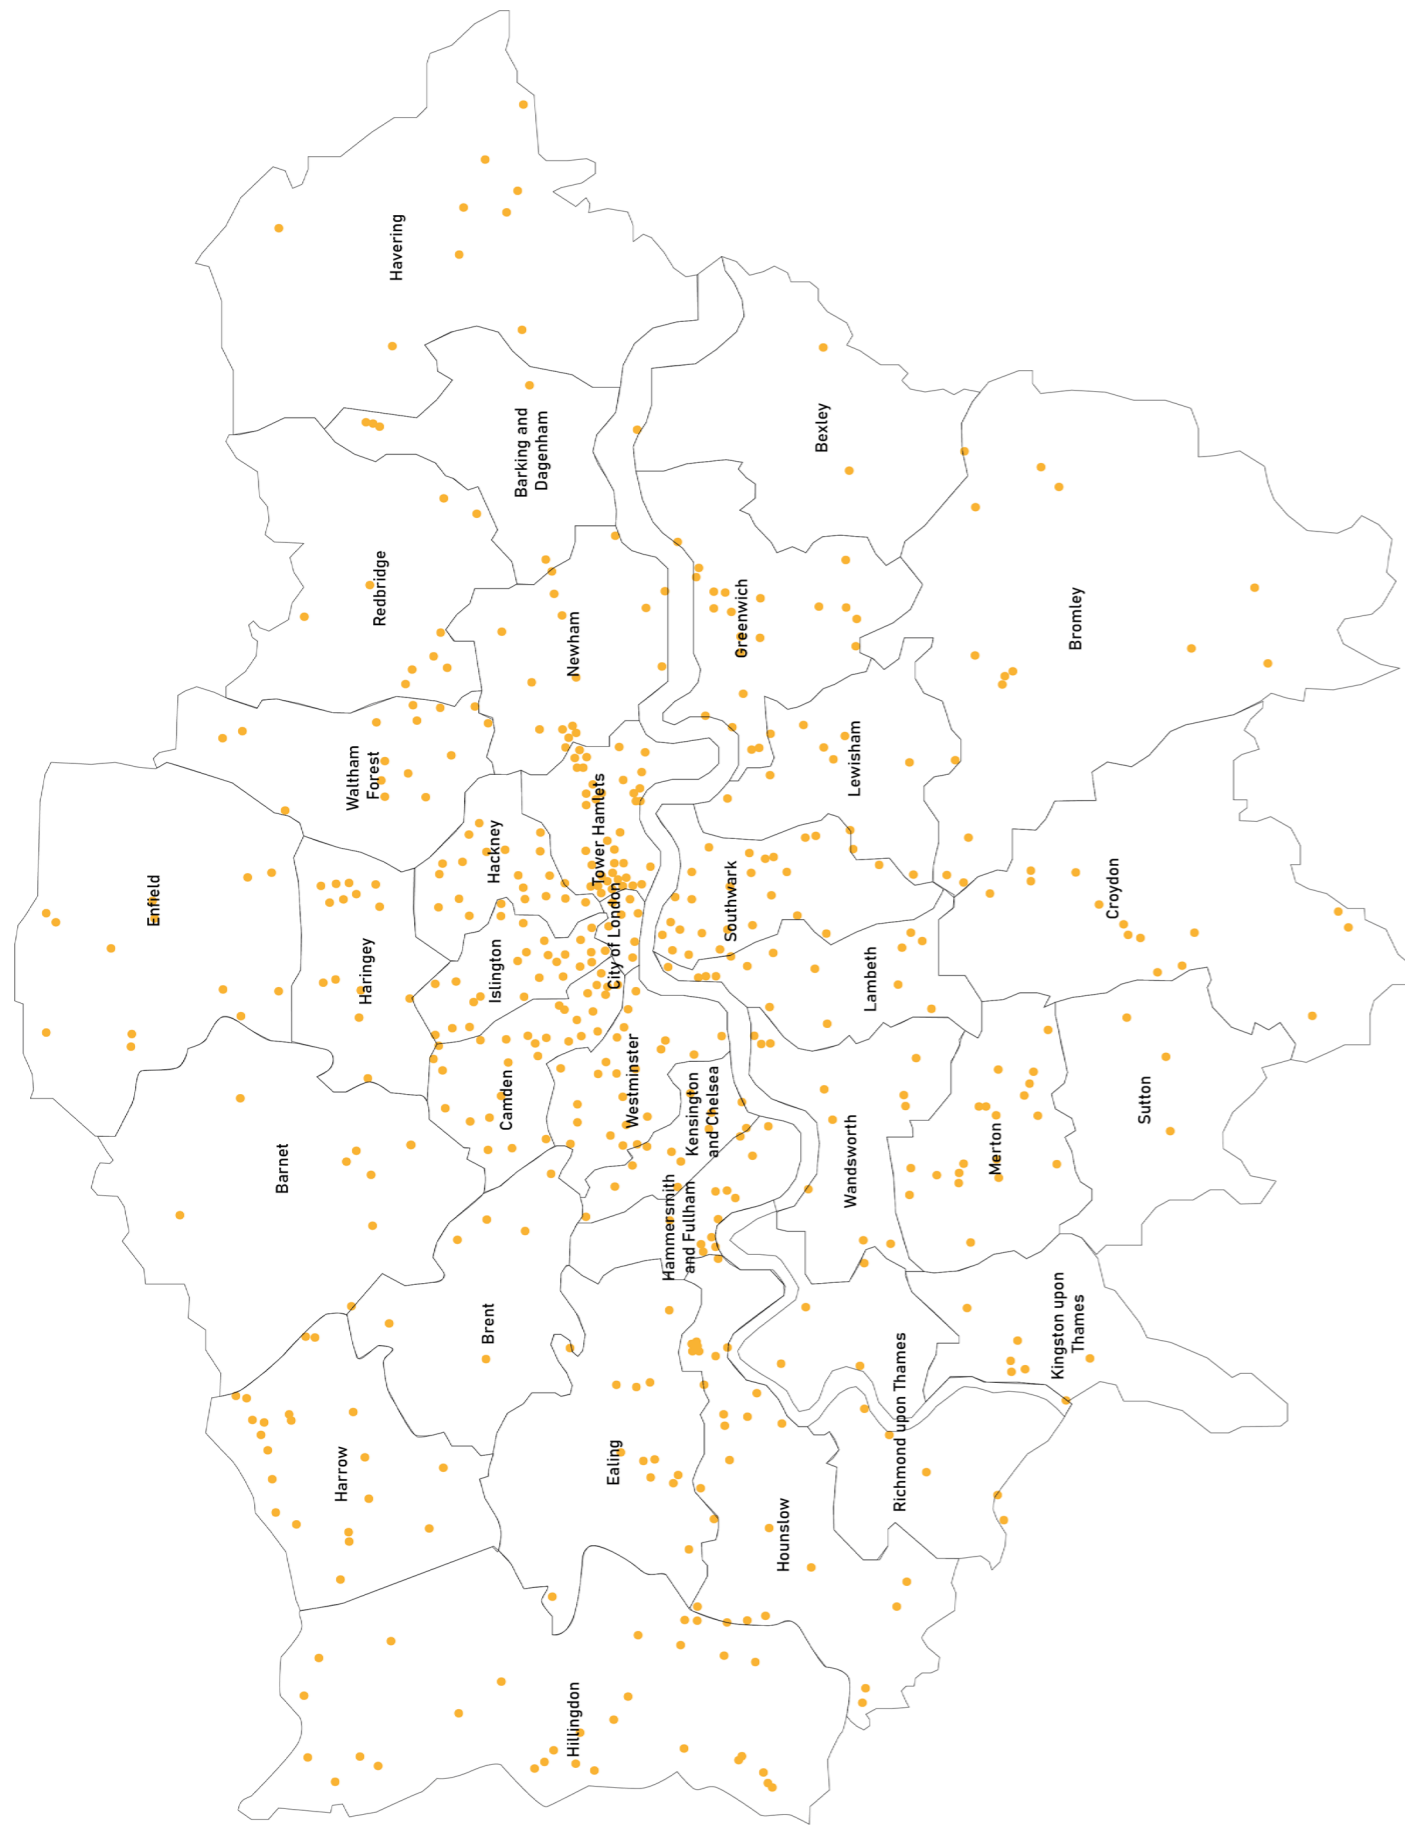 Enfield
Barnet
Haringey
Waltham
Forest
Redbridge
Havering
Barking and
Dagenham
Harrow
Brent
Camden
Islington
Hackney
Newham
Tower Hamlets
City of London
Westminster
Kensington
and Chelsea
Hammersmith
and Fullham
Ealing
Hillingdon
Hounslow
Richmond upon Thames
Wandsworth
Lambeth
Southwark
Lewisham
Greenwich
Bexley
Bromley
Croydon
Sutton
Merton
Kingston upon
Thames